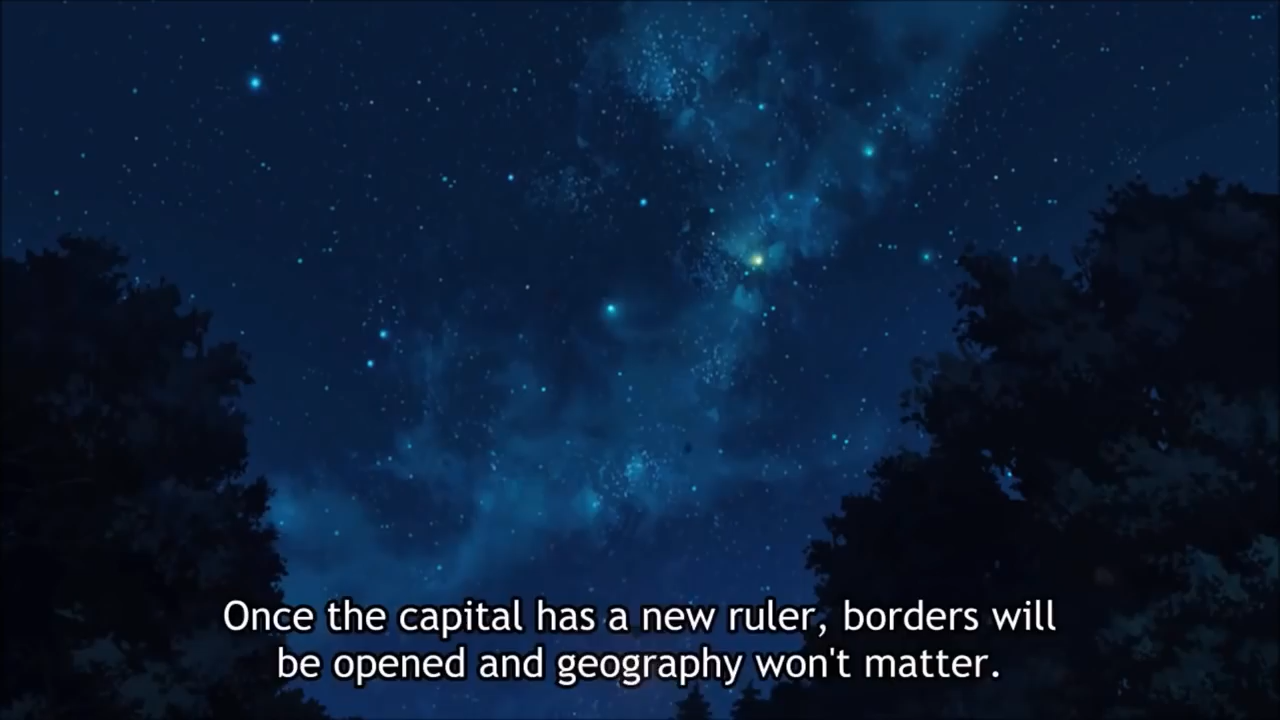 Once the capital has a new ruler, borders will
be opened and geography won't matter.